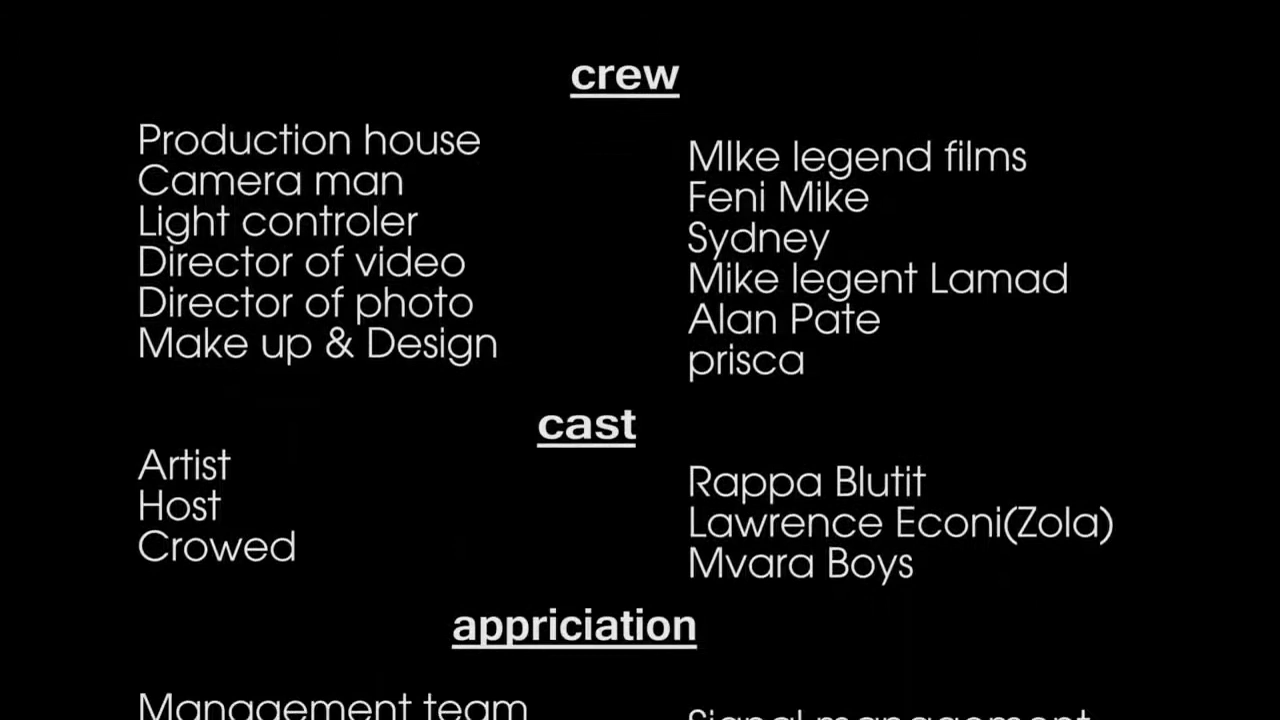 crew
Production house
Camera man
Light controler
Director of video
Director of photo
Make up & Design
MIke legend films
Feni Mike
Sydney
Mike legent Lamad
Alan Pate
prisca
cast
Artist
Host
Crowed
Rappa Blutit
Lawrence Econi(Zola)
Mvara Boys
appriciation
Management team
Signal management